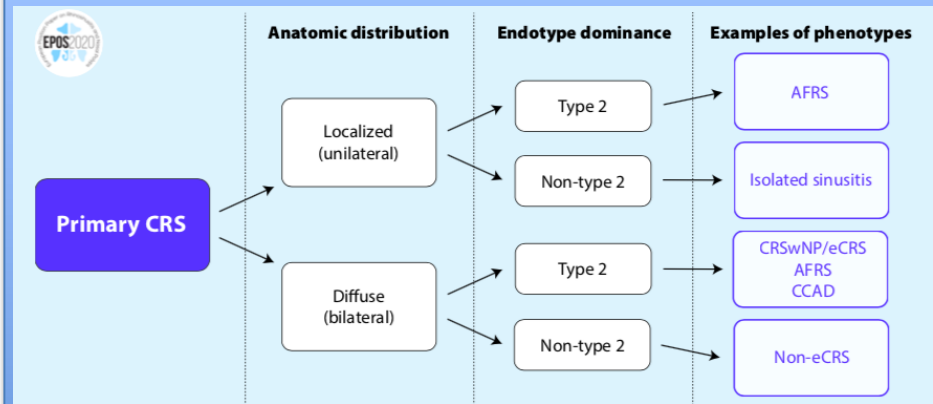 EPOS2020
Anatomic distribution
Endotype dominance
Examples of phenotypes
Primary CRS
Localized
(unilateral)
Type 2
AFRS
Non-type 2
Isolated sinusitis
Diffuse
(bilateral)
Type 2
CRSwNP/eCRS
AFRS
CCAD
Non-type 2
Non-eCRS